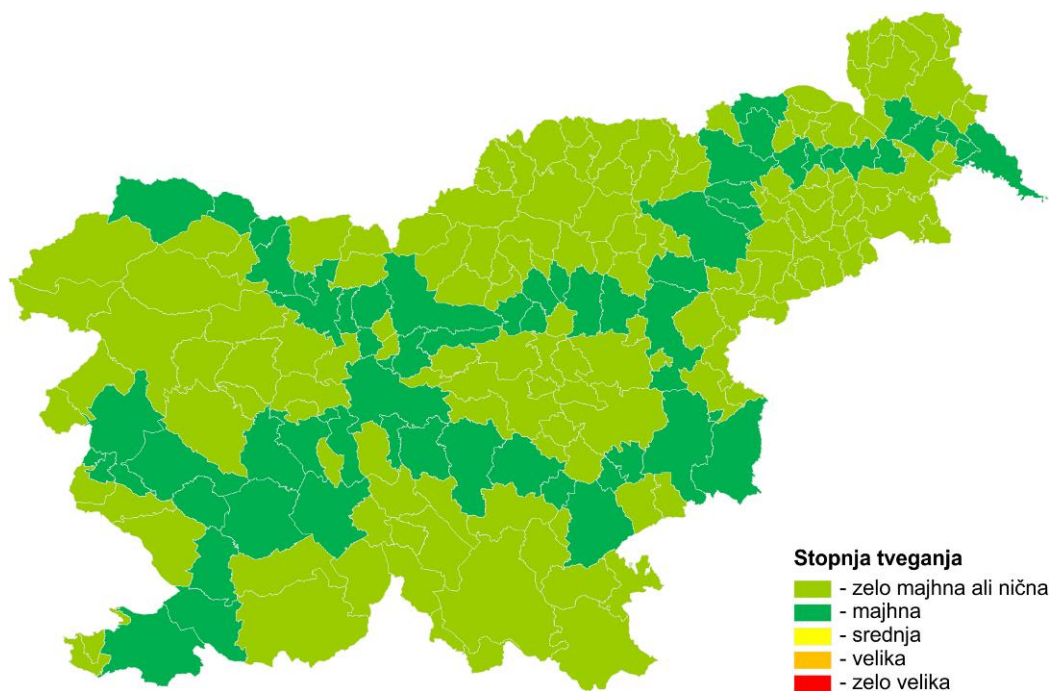 Stopnja tveganja
- zelo majhna ali nična
- majhna
- srednja
- velika
- zelo velika